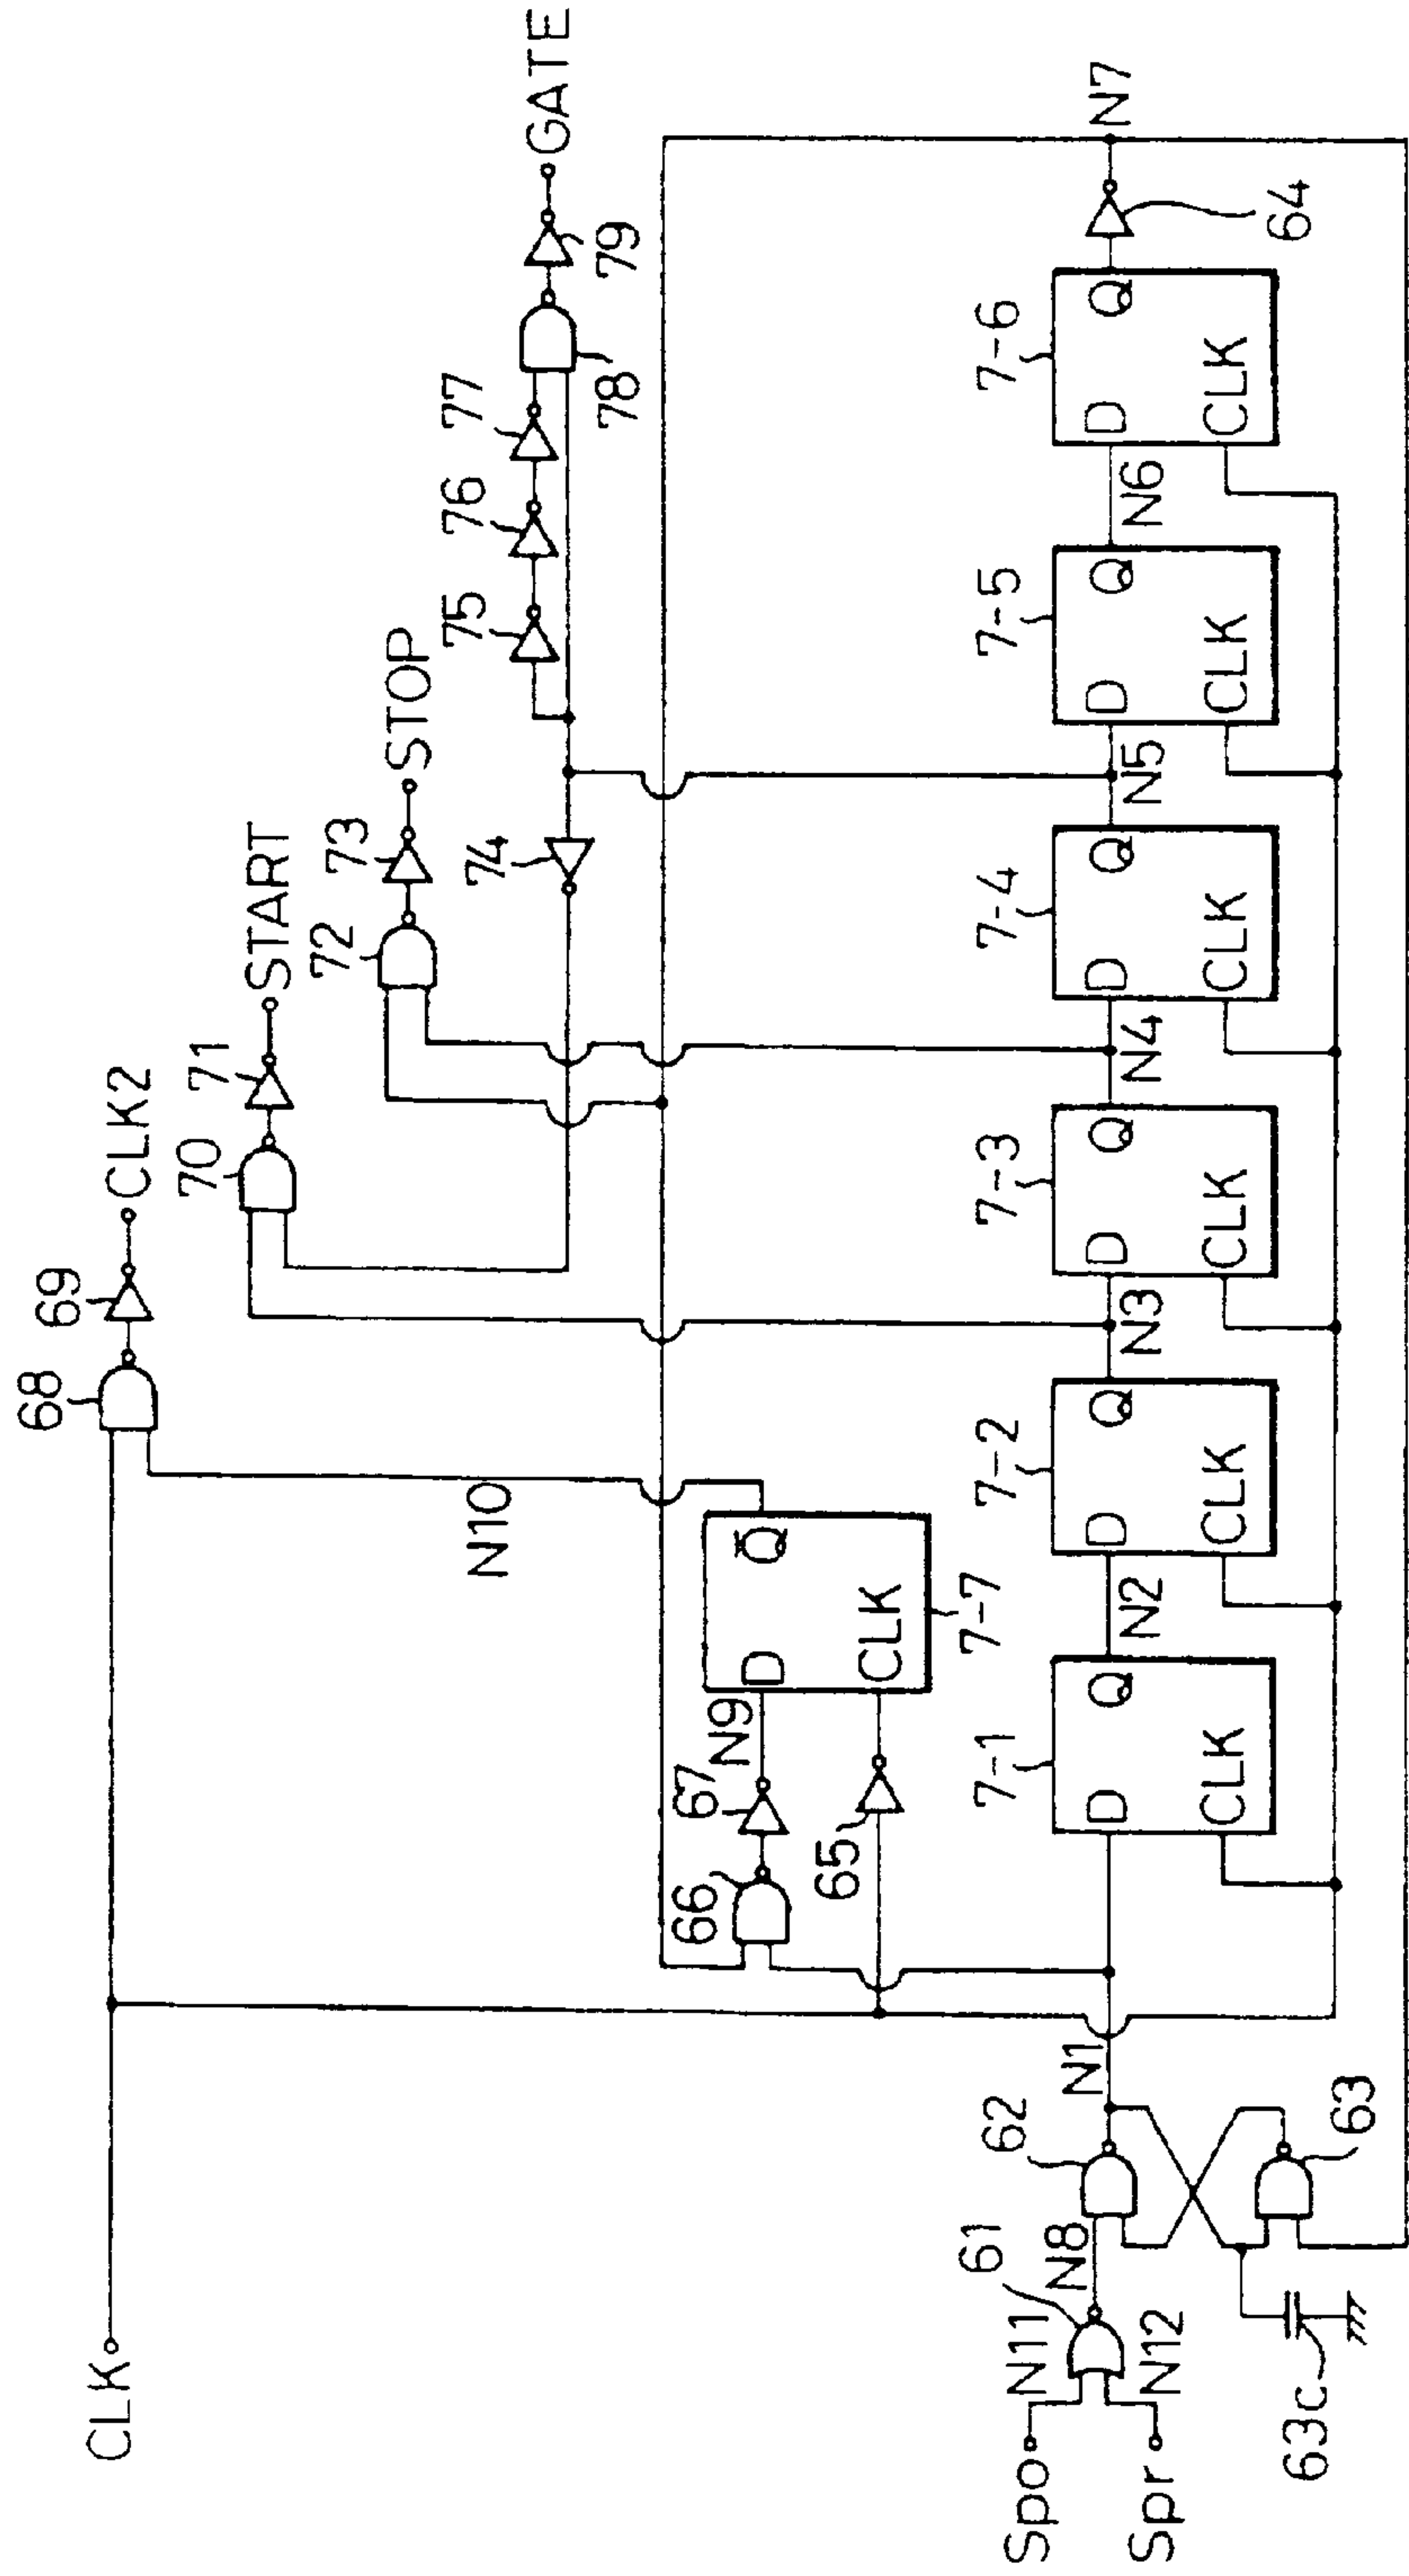 CLK
68
69
CLK2
70
71
START
72
73
STOP
74
75
76
77
78
79
GATE
N10
66
67
N9
D
Q
CLK
7-7
65
Spo
N11
61
N8
Spr
N12
62
N1
63
63c
7-1
D
Q
CLK
N2
7-2
D
Q
CLK
N3
7-3
D
Q
CLK
N4
7-4
D
Q
CLK
N5
7-5
D
Q
CLK
N6
7-6
D
Q
CLK
64
N7